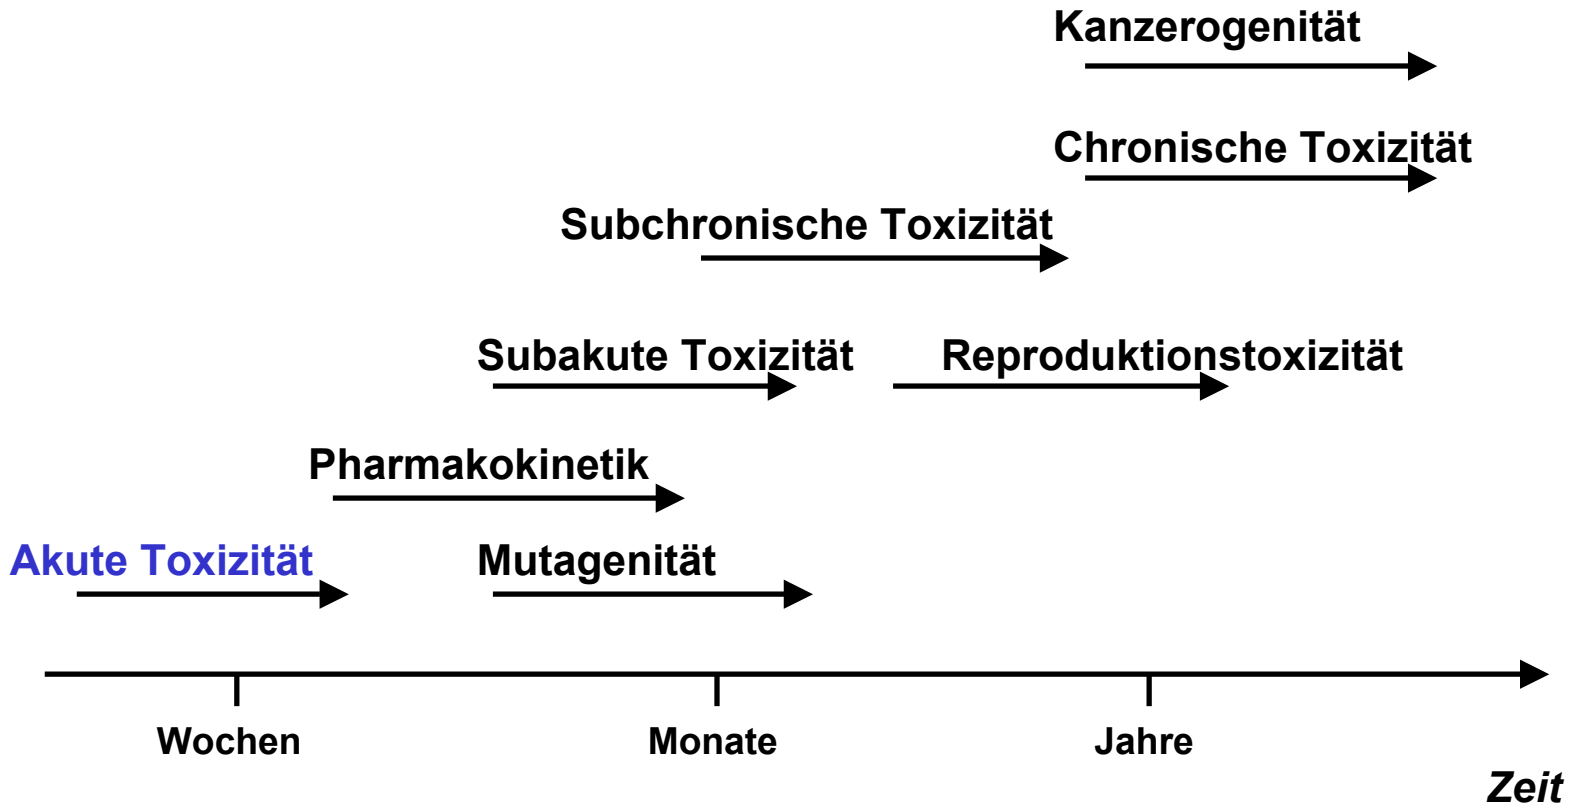 Kanzerogenität
Chronische Toxizität
Subchronische Toxizität
Subakute Toxizität
Reproduktionstoxizität
Pharmakokinetik
Akute Toxizität
Mutagenität
Wochen
Monate
Jahre
Zeit